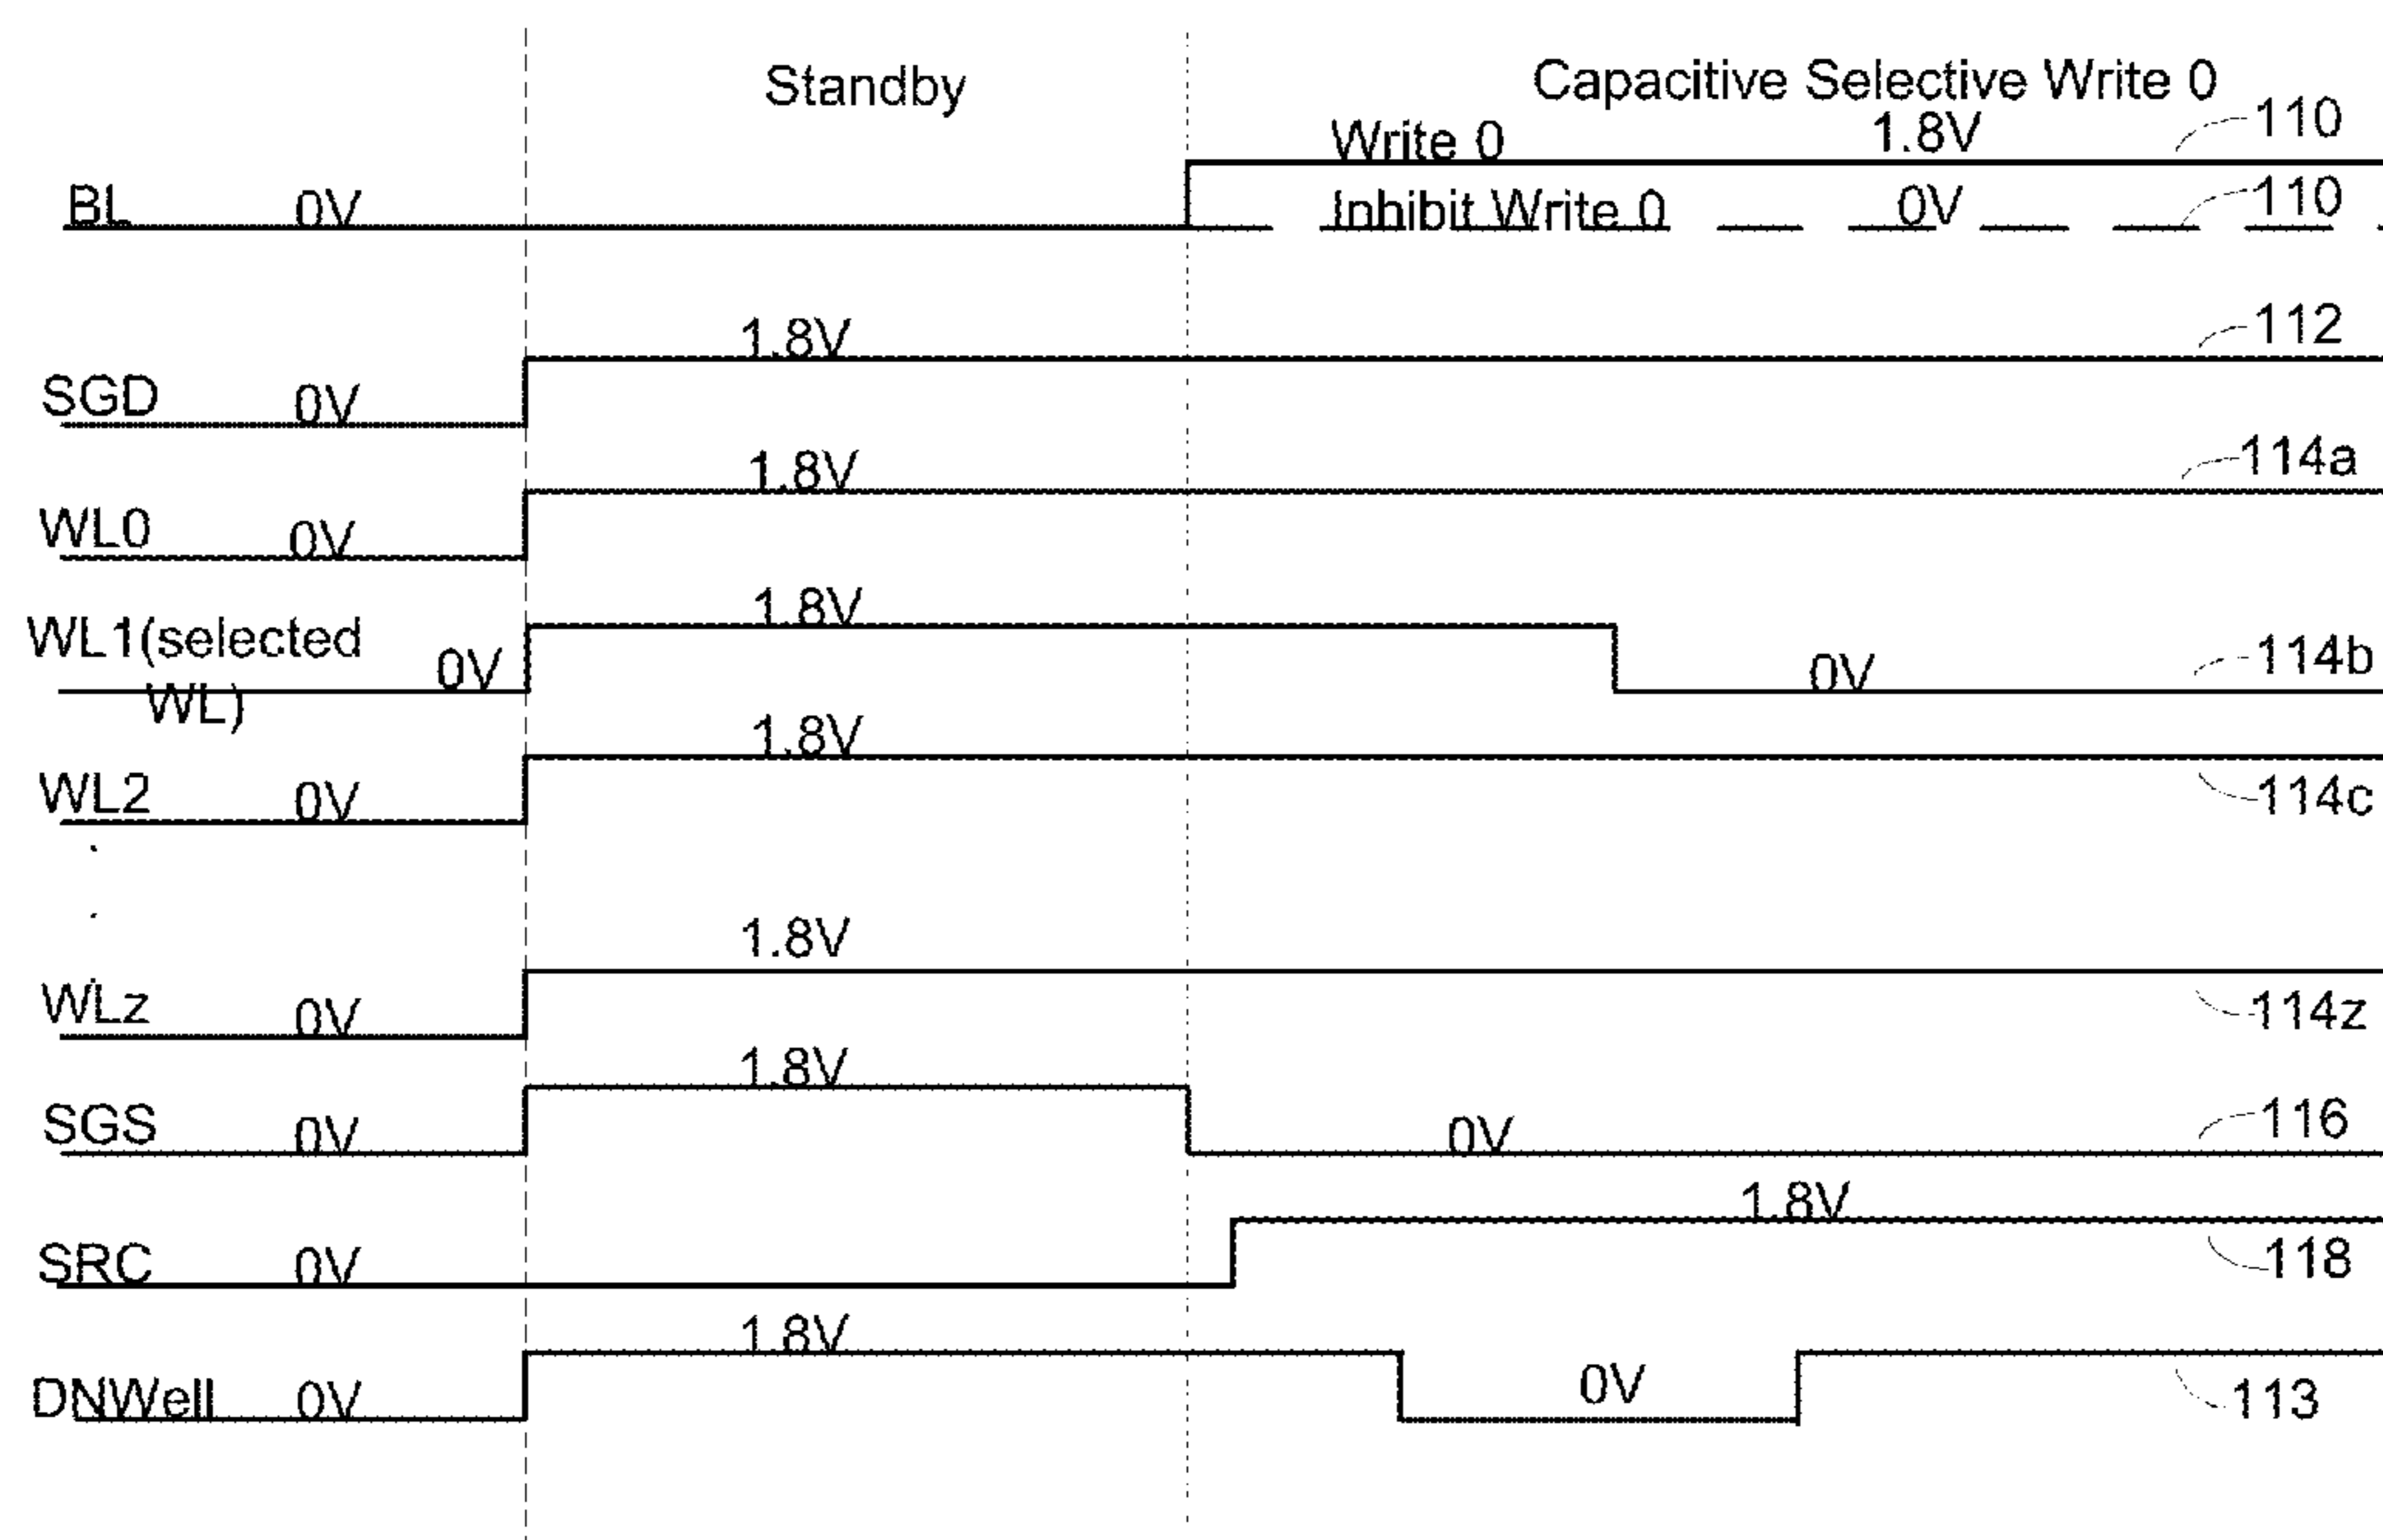 Standby
Capacitive Selective Write 0
Write 0 1.8V 110
BL 0V Inhibit Write 0 0V 110
1.8V 112
SGD 0V
1.8V 114a
WL0 0V
1.8V
WL1(selected WL) 0V 0V 114b
1.8V
WL2 0V 114c
1.8V
WLz 0V 114z
1.8V
SGS 0V 0V 116
1.8V
SRC 0V 118
1.8V
DNWell 0V 0V 113